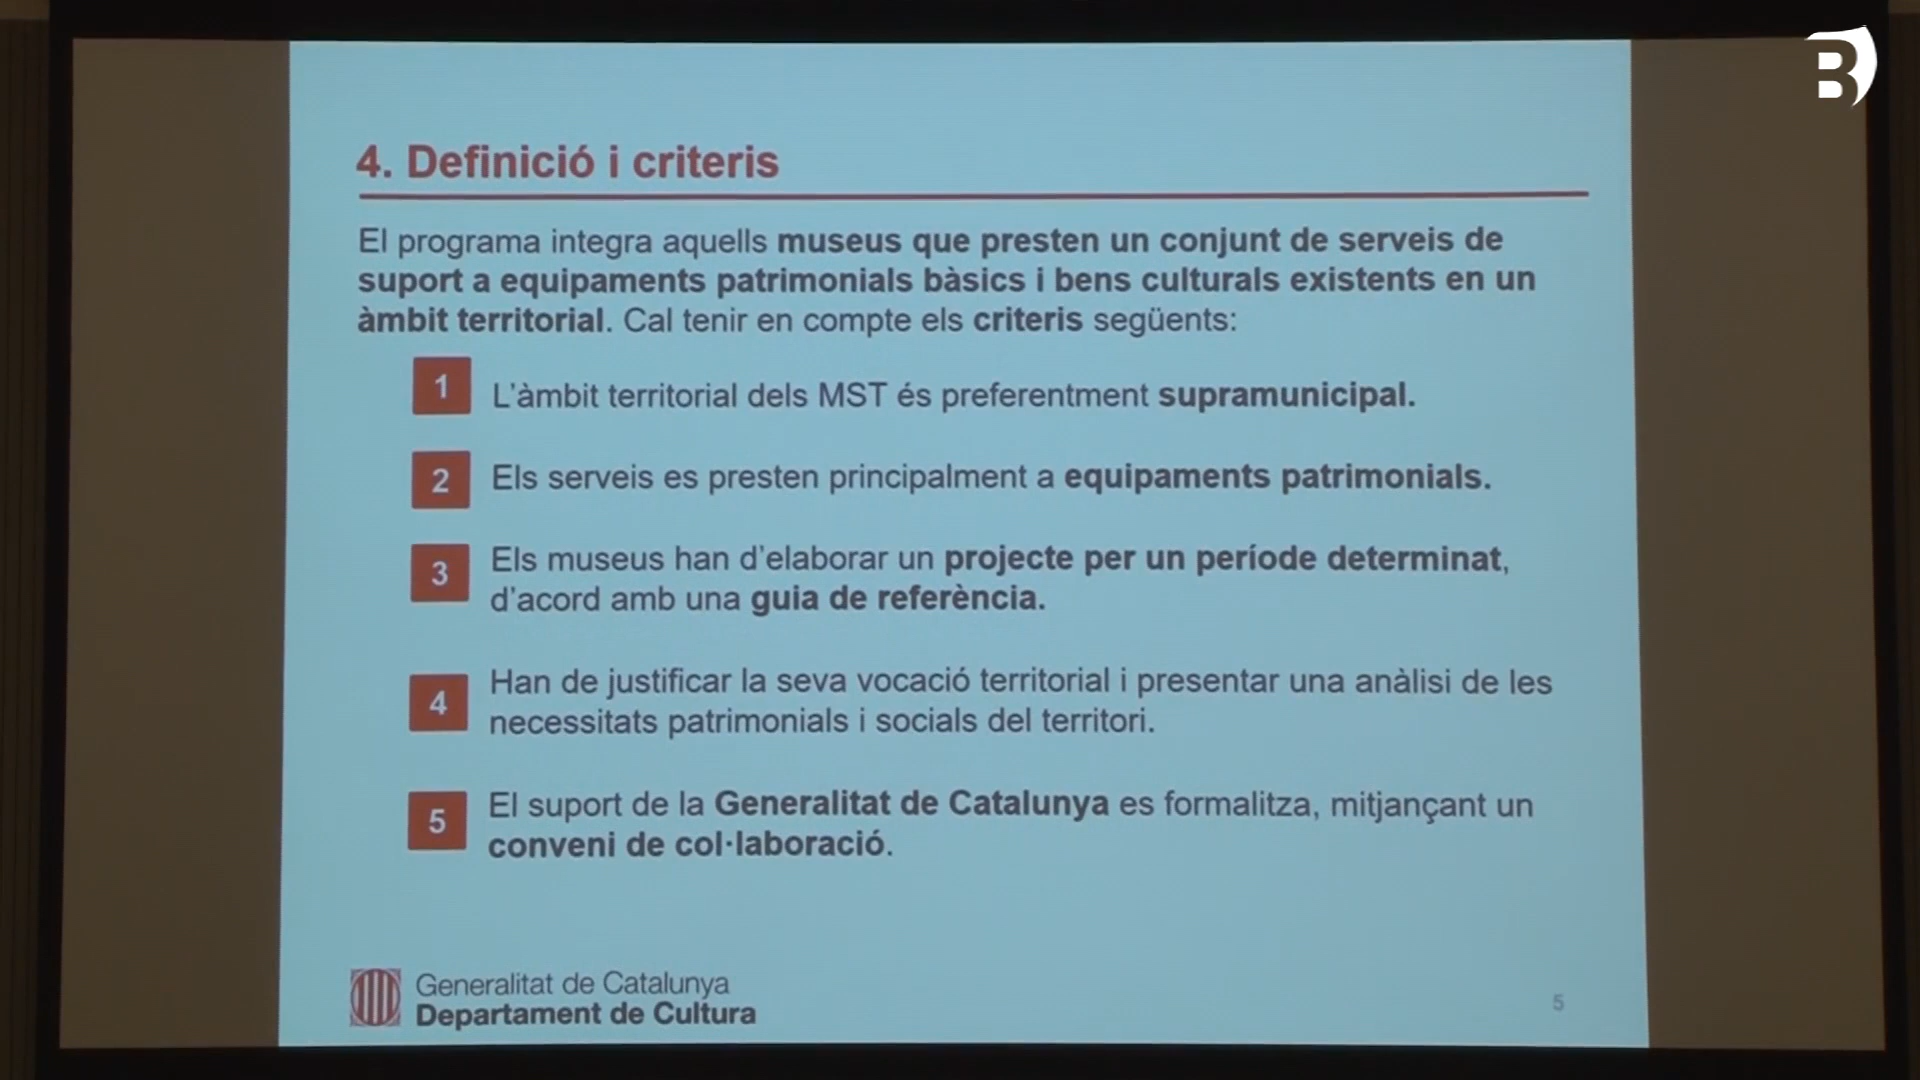 B
4. Definició i criteris
El programa integra aquells museus que presten un conjunt de serveis de
suport a equipaments patrimonials bàsics i bens culturals existents en un
àmbit territorial. Cal tenir en compte els criteris següents:
1 L'àmbit territorial dels MST és preferentment supramunicipal.
2 Els serveis es presten principalment a equipaments patrimonials.
3 Els museus han d'elaborar un projecte per un període determinat,
d'acord amb una guia de referència.
4 Han de justificar la seva vocació territorial i presentar una anàlisi de les
necessitats patrimonials i socials del territori.
5 El suport de la Generalitat de Catalunya es formalitza, mitjançant un
conveni de col·laboració.
Generalitat de Catalunya
Departament de Cultura
5